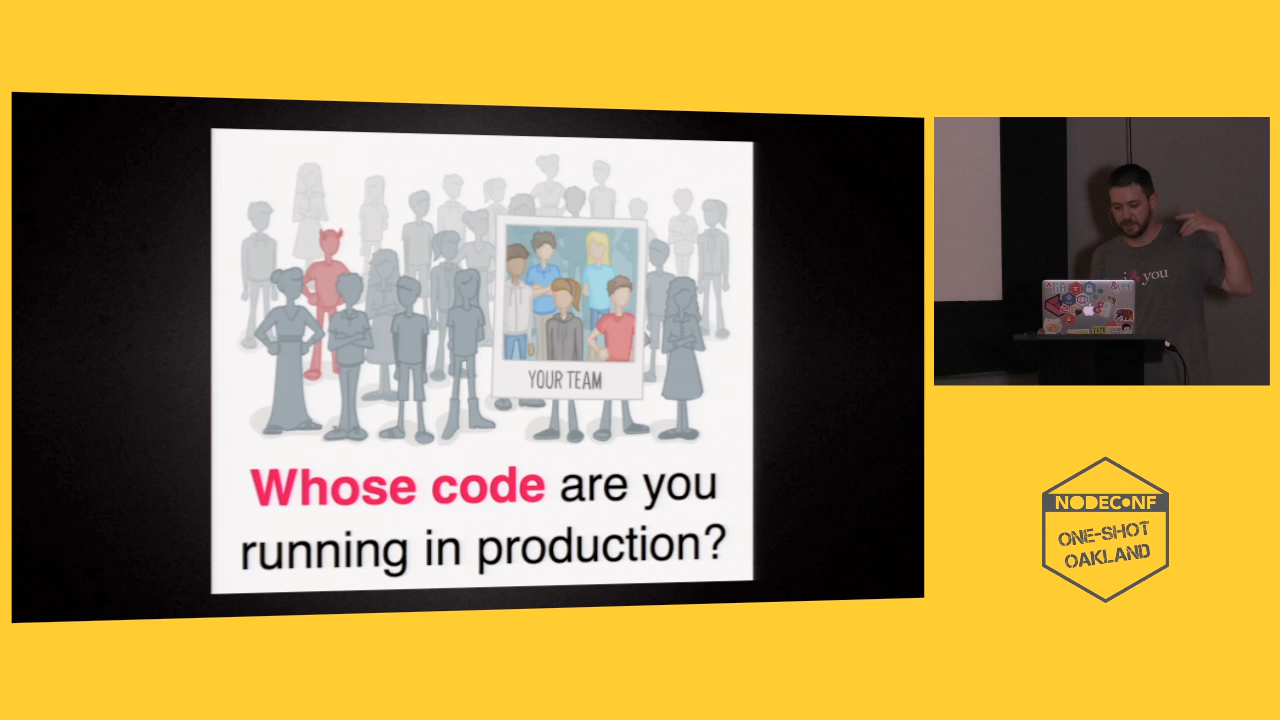 YOUR TEAM
Whose code are you
running in production?
& you
NODECONF
ONE-SHOT
OAKLAND